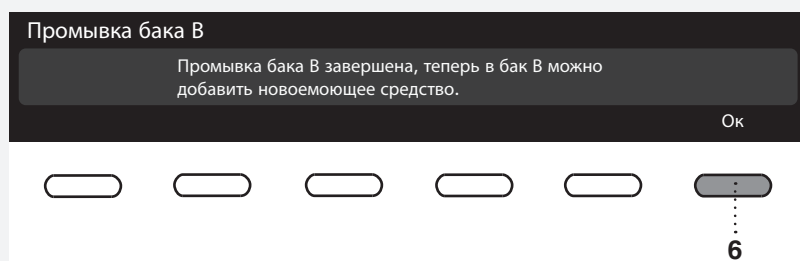 Промывка бака B
Промывка бака B завершена, теперь в бак B можно
добавить новоемоющее средство.
Ок
6